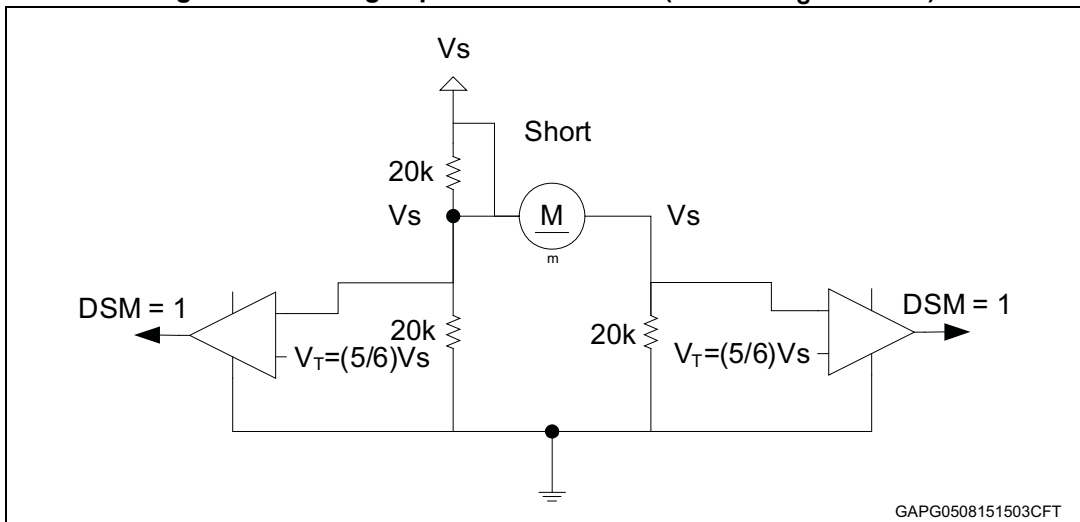 Vs
Short
20k
Vs
M
Vs
m
DSM = 1
DSM = 1
20k
20k
V_T=(5/6)Vs
V_T=(5/6)Vs
GAPG0508151503CFT